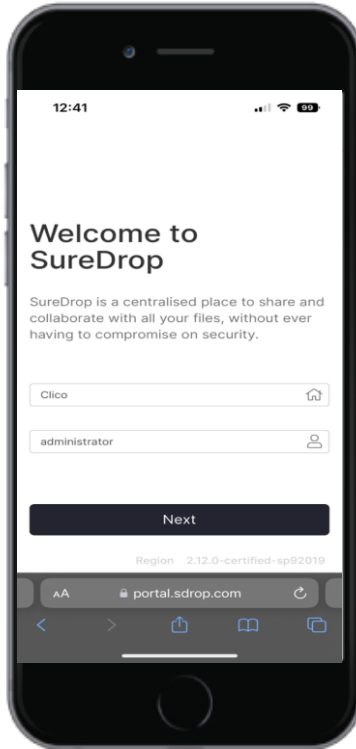 12:41
99
Welcome to
SureDrop
SureDrop is a centralised place to share and
collaborate with all your files, without ever
having to compromise on security.
Clico
administrator
Next
Region 2.12.0-certified-sp92019
AA portal.sdrop.com